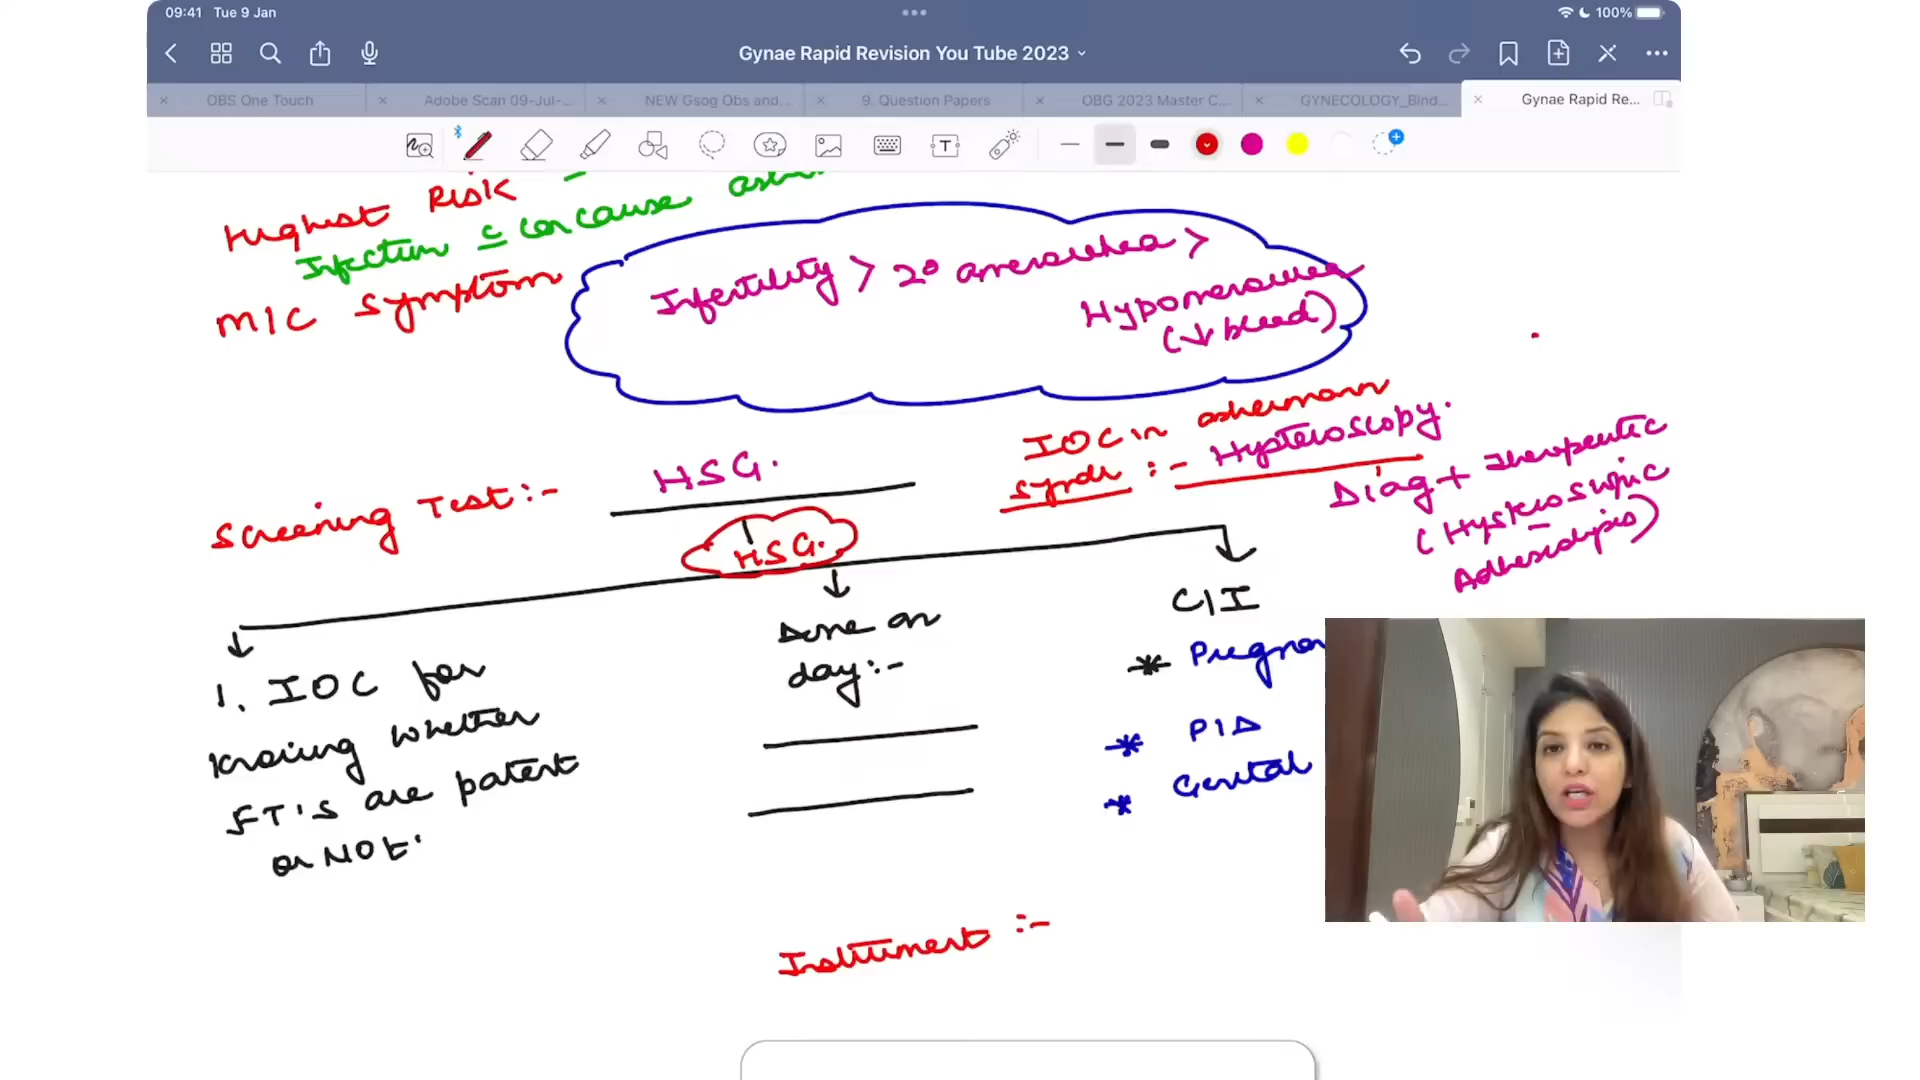 09:41 Tue 9 Jan
100%
Gynae Rapid Revision You Tube 2023
OBS One Touch
Adobe Scan 09-Jul-...
NEW Gsog Obs and...
9. Question Papers
OBG 2023 Master C...
GYNECOLOGY_Bind...
Gynae Rapid Re...
Highest Risk
Infection c̅ can cause
M/C Symptom
Infertility > 2° amenorrhea >
Hypomenorrhea
(↓ bleed)
Screening Test:-
HSG.
IOC in asherman
syndr :- Hysteroscopy.
Diag + Therapeutic
(Hysteroscopic
Adhesiolysis)
HSG.
1. IOC for
knowing whether
FT's are patent
or NOt.
Done on
day:-
C/I
* Pregnan
* PID
* Genital
Instrument :-